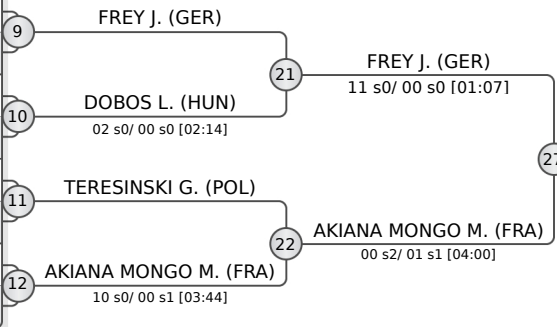 FREY J. (GER)
9
FREY J. (GER)
21
11 s0/ 00 s0 [01:07]
DOBOS L. (HUN)
10
02 s0/ 00 s0 [02:14]
27
TERESINSKI G. (POL)
11
AKIANA MONGO M. (FRA)
22
00 s2/ 01 s1 [04:00]
AKIANA MONGO M. (FRA)
12
10 s0/ 00 s1 [03:44]